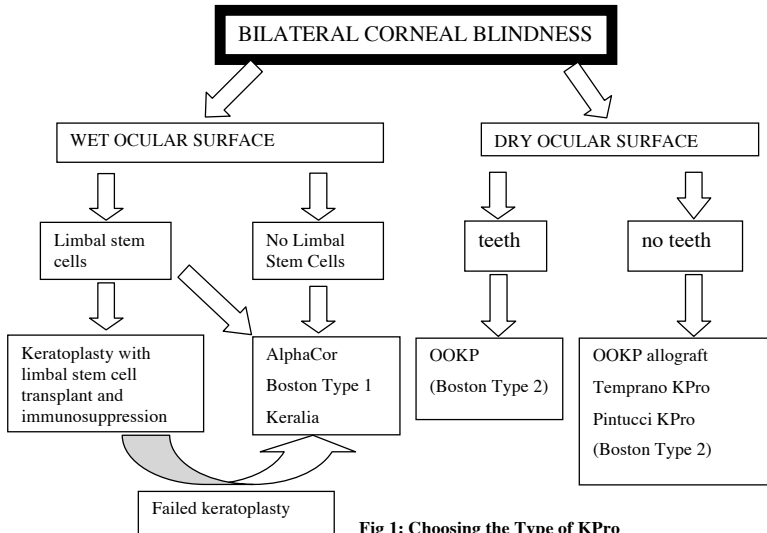 BILATERAL CORNEAL BLINDNESS
WET OCULAR SURFACE
DRY OCULAR SURFACE
Limbal stem
cells
No Limbal
Stem Cells
teeth
no teeth
Keratoplasty with
limbal stem cell
transplant and
immunosuppression
AlphaCor
Boston Type 1
Keralia
OOKP
(Boston Type 2)
OOKP allograft
Temprano KPro
Pintucci KPro
(Boston Type 2)
Failed keratoplasty
Fig 1: Choosing the Type of KPro